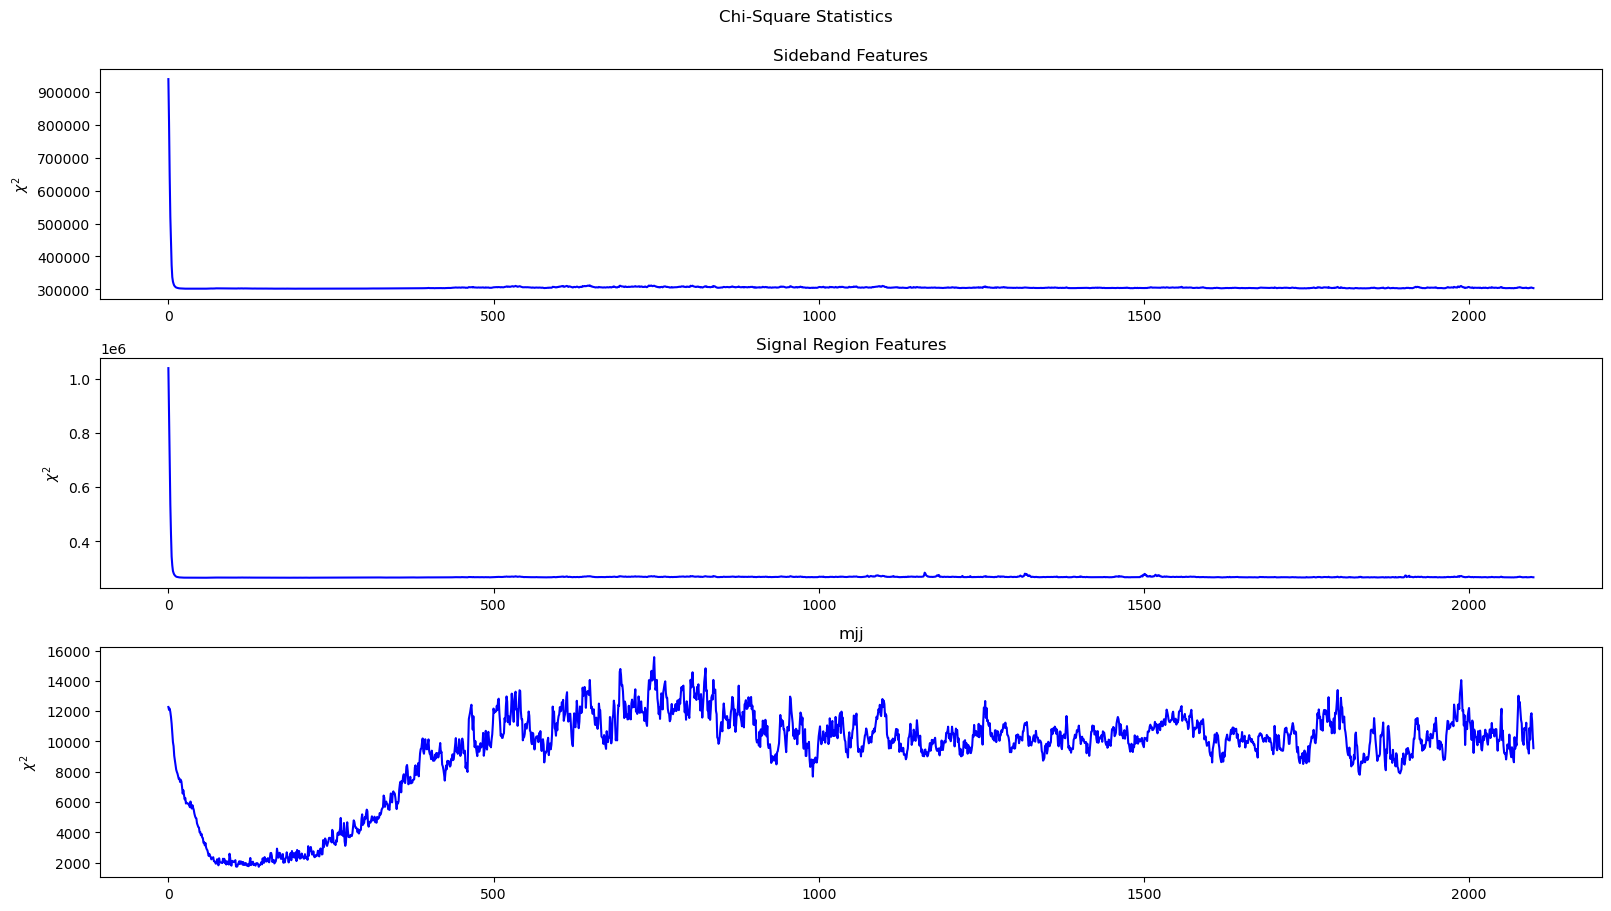 Chi-Square Statistics
Sideband Features
χ²
900000
800000
700000
600000
500000
400000
300000
0 500 1000 1500 2000
Signal Region Features
1e6
χ²
1.0
0.8
0.6
0.4
0 500 1000 1500 2000
mjj
χ²
16000
14000
12000
10000
8000
6000
4000
2000
0 500 1000 1500 2000